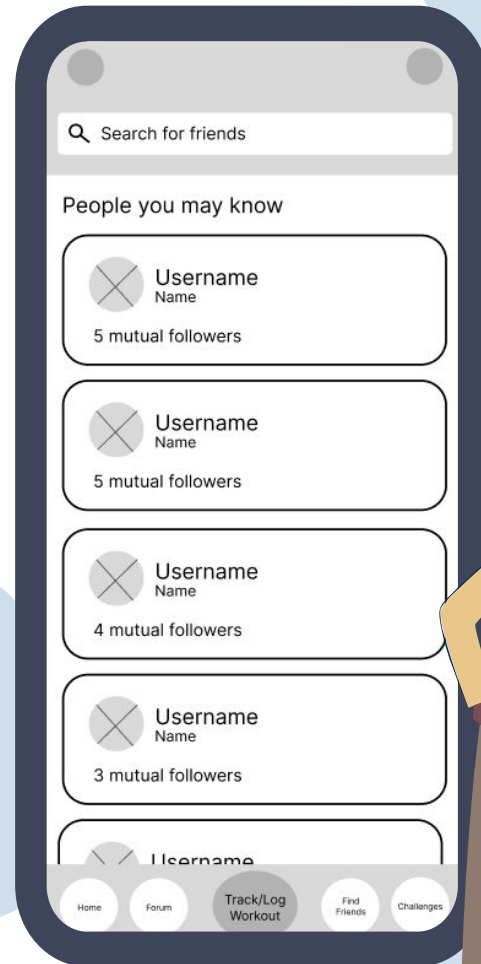 Search for friends
People you may know
Username
Name
5 mutual followers
Username
Name
5 mutual followers
Username
Name
4 mutual followers
Username
Name
3 mutual followers
Username
Home
Forum
Track/Log
Workout
Find
Friends
Challenges